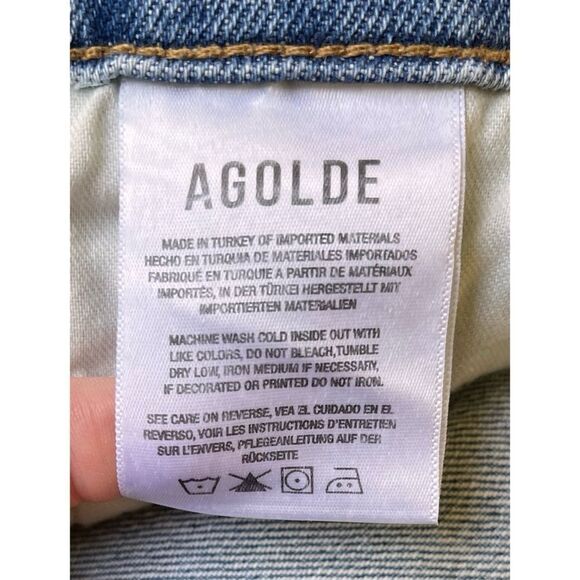 AGOLDE
MADE IN TURKEY OF IMPORTED MATERIALS
HECHO EN TURQUIA DE MATERIALES IMPORTADOS
FABRIQUÉ EN TURQUIE A PARTIR DE MATÉRIAUX
IMPORTÉS, IN DER TÜRKEI HERGESTELLT MIT
IMPORTIERTEN MATERIALIEN
MACHINE WASH COLD INSIDE OUT WITH
LIKE COLORS, DO NOT BLEACH,TUMBLE
DRY LOW, IRON MEDIUM IF NECESSARY,
IF DECORATED OR PRINTED DO NOT IRON.
SEE CARE ON REVERSE, VEA EL CUIDADO EN EL
REVERSO, VOIR LES INSTRUCTIONS D'ENTRETIEN
SUR L'ENVERS, PFLEGEANLEITUNG AUF DER
RÜCKSEITE